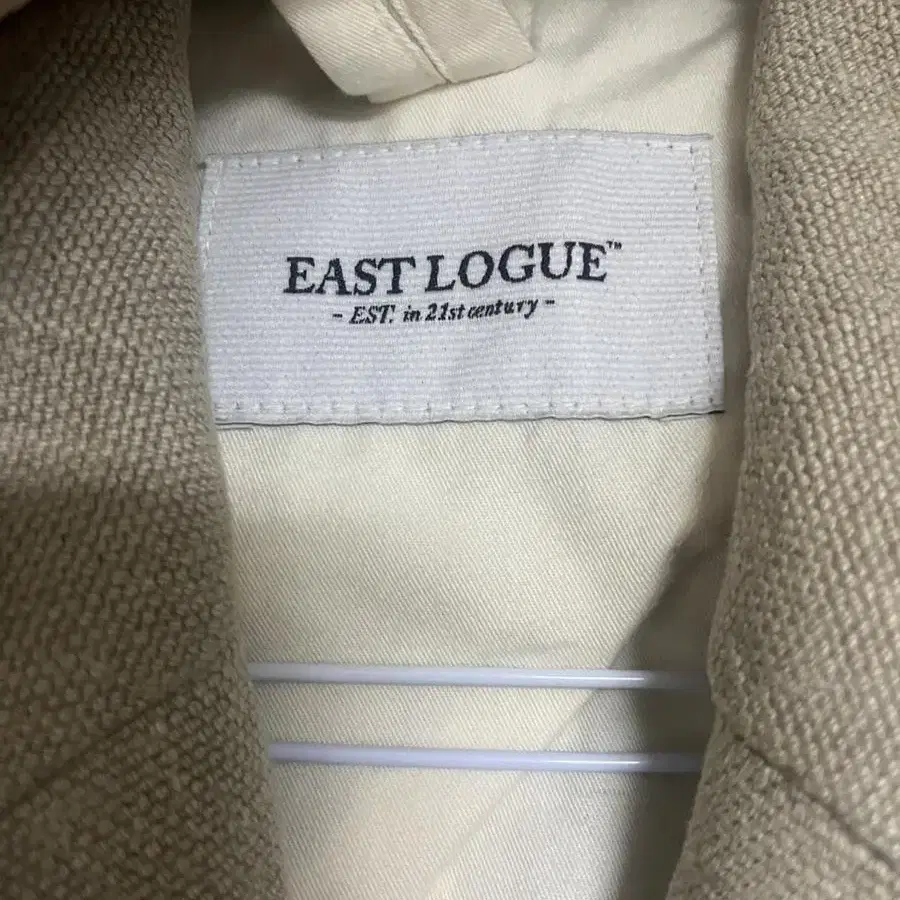 EAST LOGUE™
- EST. in 21st century -